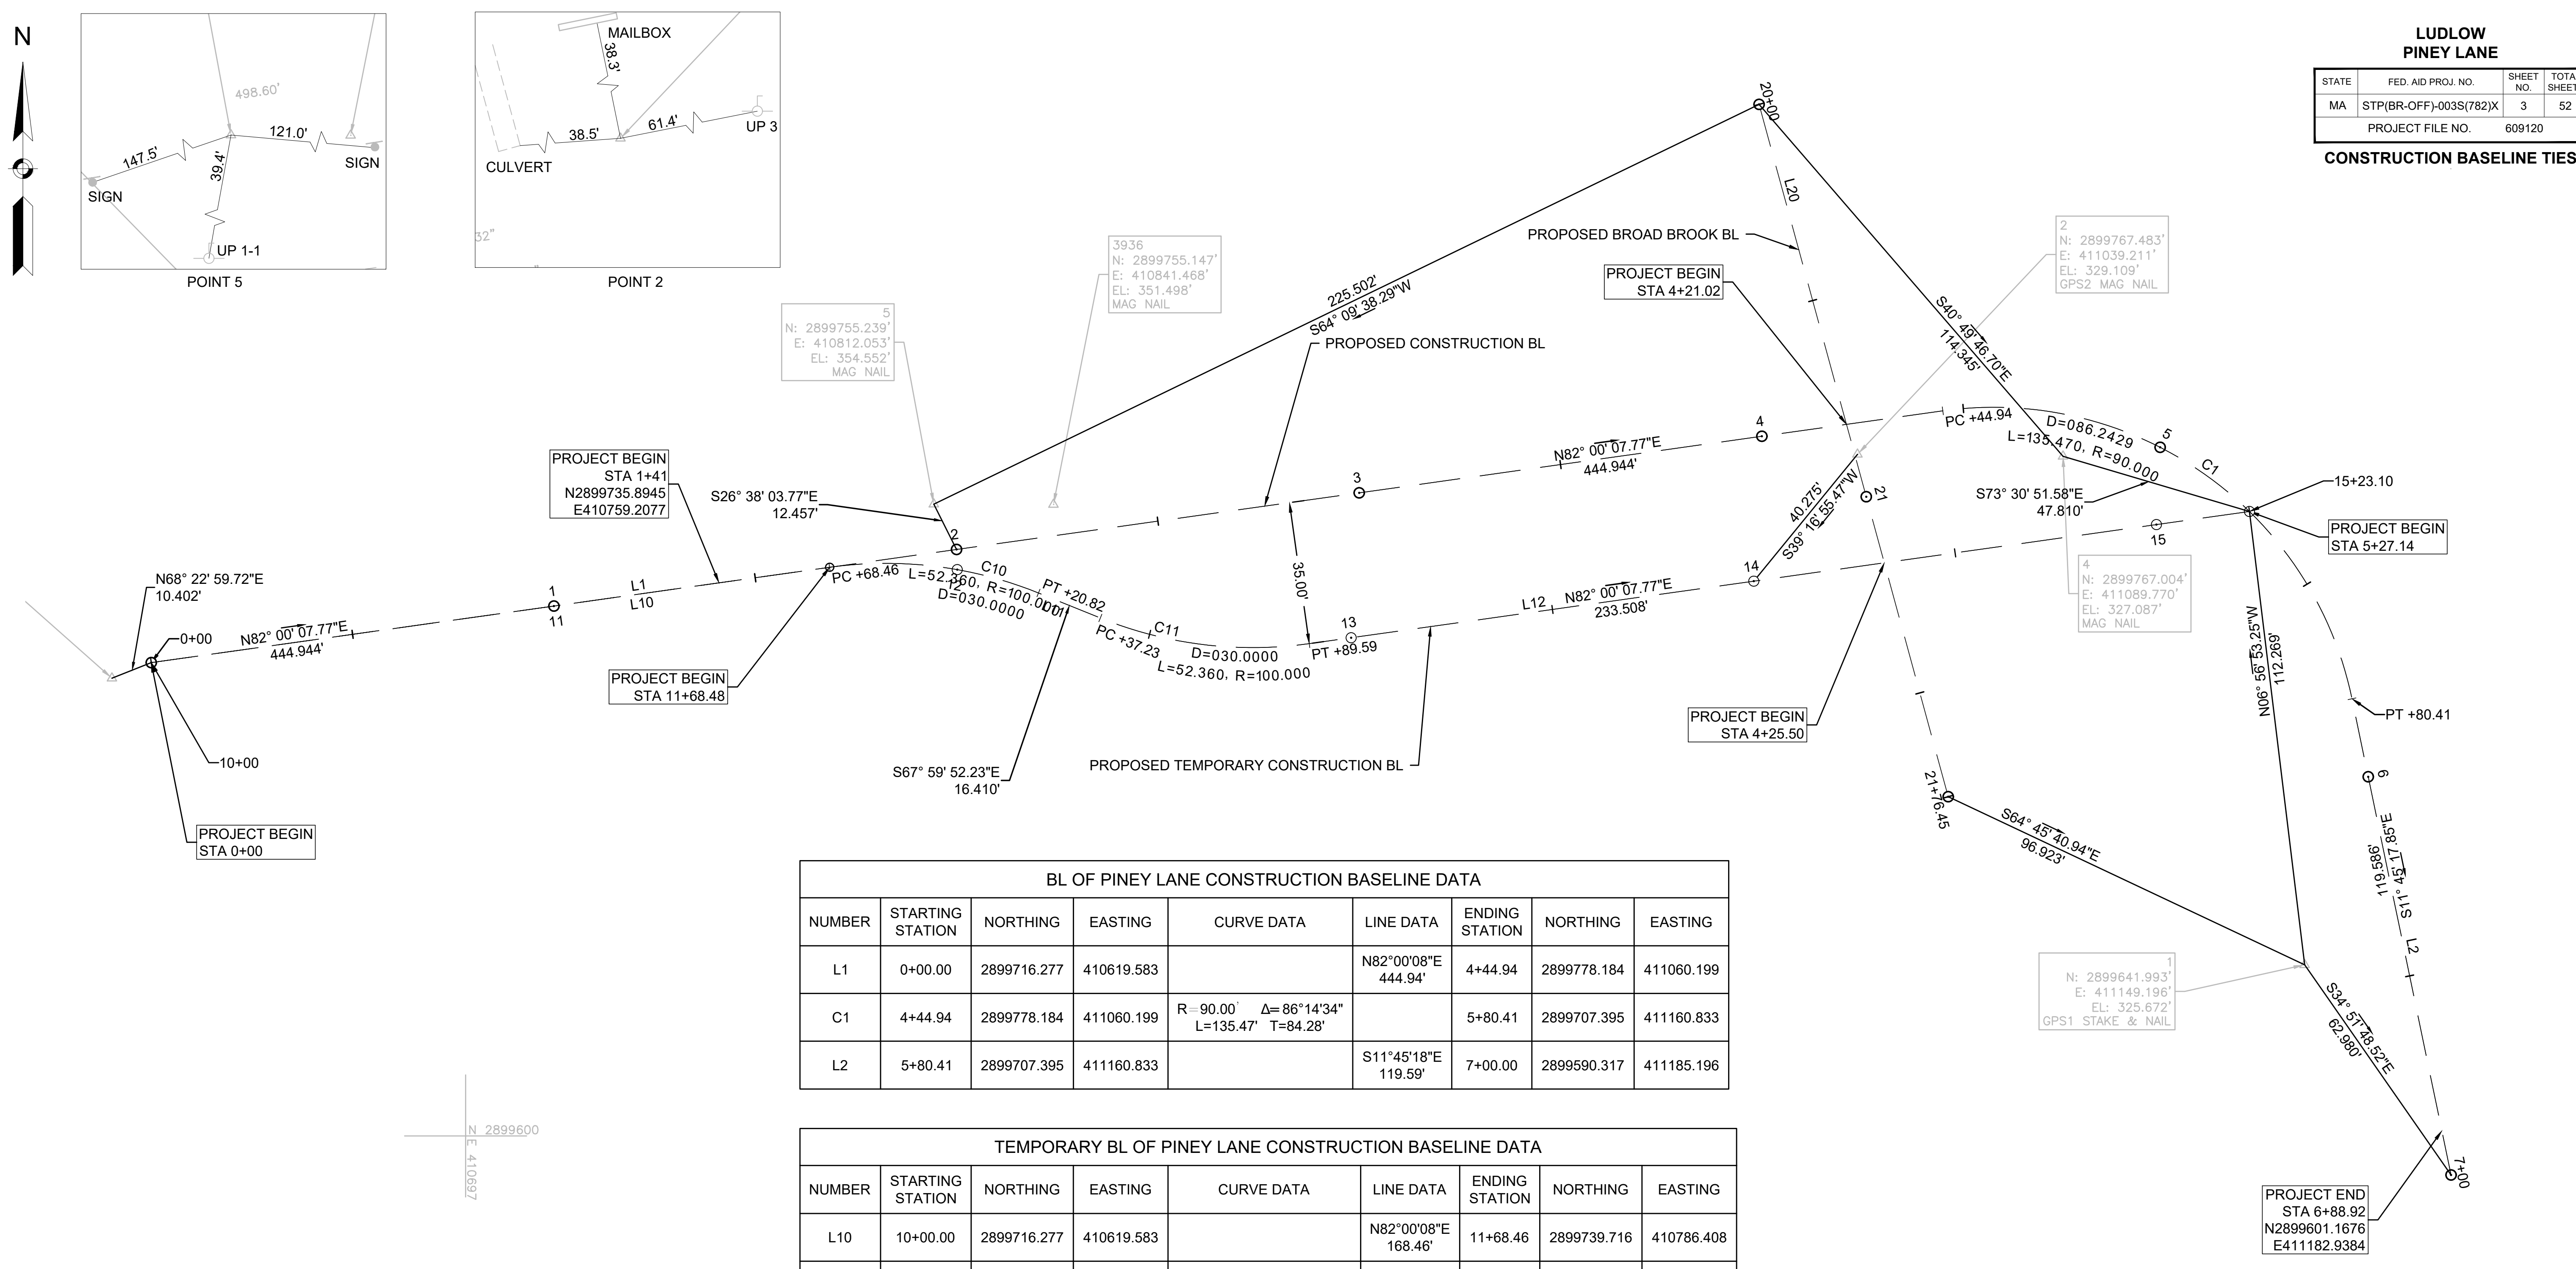 N
498.60'
147.5'
121.0'
39.4'
SIGN
SIGN
UP 1-1
POINT 5
MAILBOX
38.3'
38.5'
61.4'
UP 3
CULVERT
32"
POINT 2
LUDLOW
PINEY LANE
STATE FED. AID PROJ. NO. SHEET NO. SHEET
MA STP(BR-OFF)-003S(782)X 3 52
PROJECT FILE NO. 609120
CONSTRUCTION BASELINE TIES
20+00
L20
PROPOSED BROAD BROOK BL
2
N: 2899767.483'
E: 411039.211'
EL: 329.109'
GPS2 MAG NAIL
3936
N: 2899755.147'
E: 410841.468'
EL: 351.498'
MAG NAIL
PROJECT BEGIN
STA 4+21.02
225.502'
S64° 09' 38.29"W
5
N: 2899755.239'
E: 410812.053'
EL: 354.552'
MAG NAIL
PROPOSED CONSTRUCTION BL
S40° 49' 46.70"E
114.345'
PC +44.94
D=086.2429
L=135.470, R=90.000
5
C1
4
N82° 00' 07.77"E
444.944'
3
PROJECT BEGIN
STA 1+41
N2899735.8945
E410759.2077
S26° 38' 03.77"E
12.457'
2
21
40.275'
S39° 16' 55.47"W
S73° 30' 51.58"E
47.810'
15+23.10
15
PROJECT BEGIN
STA 5+27.14
N68° 22' 59.72"E
10.402'
0+00
N82° 00' 07.77"E
444.944'
1
11
L1
L10
PC +68.46
C10
L=52.360, R=100.000
D=030.0000
12
L11
PT +20.82
PC +37.23
C11
D=030.0000
L=52.360, R=100.000
35.00'
13
PT +89.59
L12
N82° 00' 07.77"E
233.508'
14
4
N: 2899767.004'
E: 411089.770'
EL: 327.087'
MAG NAIL
N06° 56' 53.25"W
112.269'
PROJECT BEGIN
STA 11+68.48
PROJECT BEGIN
STA 4+25.50
PT +80.41
10+00
S67° 59' 52.23"E
16.410'
PROPOSED TEMPORARY CONSTRUCTION BL
21+76.45
6
PROJECT BEGIN
STA 0+00
S64° 45' 40.94"E
96.923'
S11° 45' 17.85"E
119.586'
L2
BL OF PINEY LANE CONSTRUCTION BASELINE DATA
NUMBER STARTING STATION NORTHING EASTING CURVE DATA LINE DATA ENDING STATION NORTHING EASTING
L1 0+00.00 2899716.277 410619.583 N82°00'08"E 444.94' 4+44.94 2899778.184 411060.199
C1 4+44.94 2899778.184 411060.199 R=90.00' Δ=86°14'34" L=135.47' T=84.28' 5+80.41 2899707.395 411160.833
L2 5+80.41 2899707.395 411160.833 S11°45'18"E 119.59' 7+00.00 2899590.317 411185.196
1
N: 2899641.993'
E: 411149.196'
EL: 325.672'
GPS1 STAKE & NAIL
S34° 51' 48.52"E
62.980'
N 2899600
E 410697
7+00
PROJECT END
STA 6+88.92
N2899601.1676
E411182.9384
TEMPORARY BL OF PINEY LANE CONSTRUCTION BASELINE DATA
NUMBER STARTING STATION NORTHING EASTING CURVE DATA LINE DATA ENDING STATION NORTHING EASTING
L10 10+00.00 2899716.277 410619.583 N82°00'08"E 168.46' 11+68.46 2899739.716 410786.408